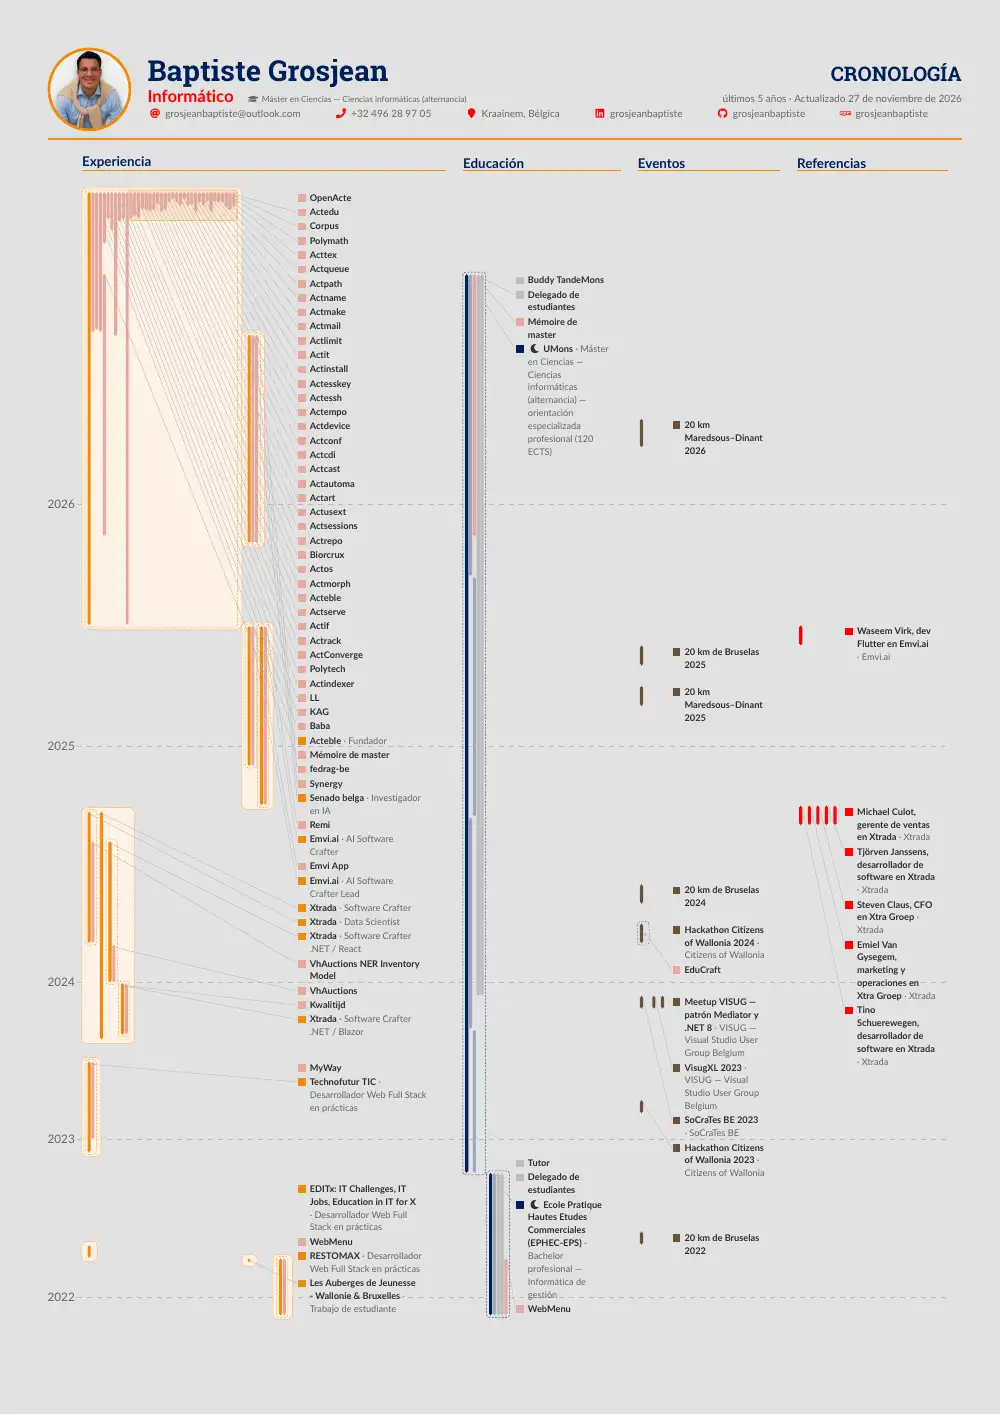 Baptiste Grosjean
CRONOLOGÍA
Informático
Máster en Ciencias — Ciencias informáticas (alternancia)
últimos 5 años · Actualizado 27 de noviembre de 2026
grosjeanbaptiste@outlook.com
+32 496 28 97 05
Kraainem, Bélgica
grosjeanbaptiste
grosjeanbaptiste
grosjeanbaptiste
Experiencia
OpenActe
Actedu
Corpus
Polymath
Acttex
Actqueue
Actpath
Actname
Actmake
Actmail
Actlimit
Actit
Actinstall
Actesskey
Actessh
Actempo
Actdevice
Actconf
Actcdi
Actcast
Actautoma
Actart
Actusext
Actsessions
Actrepo
Biorcrux
Actos
Actmorph
Acteble
Actserve
Actif
Actrack
ActConverge
Polytech
Actindexer
LL
KAG
Baba
Acteble · Fundador
Mémoire de master
fedrag-be
Synergy
Senado belga · Investigador
en IA
Remi
Emvi.ai · AI Software
Crafter
Emvi App
Emvi.ai · AI Software
Crafter Lead
Xtrada · Software Crafter
Xtrada · Data Scientist
Xtrada · Software Crafter
.NET / React
VhAuctions NER Inventory
Model
VhAuctions
Kwalitijd
Xtrada · Software Crafter
.NET / Blazor
MyWay
Technofutur TIC ·
Desarrollador Web Full Stack
en prácticas
EDITx: IT Challenges, IT
Jobs, Education in IT for X
· Desarrollador Web Full
Stack en prácticas
WebMenu
RESTOMAX · Desarrollador
Web Full Stack en prácticas
Les Auberges de Jeunesse
- Wallonie & Bruxelles ·
Trabajo de estudiante
2026
2025
2024
2023
2022
Educación
Buddy TandeMons
Delegado de
estudiantes
Mémoire de
master
UMons · Máster
en Ciencias —
Ciencias
informáticas
(alternancia) —
orientación
especializada
profesional (120
ECTS)
Tutor
Delegado de
estudiantes
Ecole Pratique
Hautes Etudes
Commerciales
(EPHEC-EPS) ·
Bachelor
profesional —
Informática de
gestión
WebMenu
Eventos
20 km
Maredsous–Dinant
2026
20 km de Bruselas
2025
20 km
Maredsous–Dinant
2025
20 km de Bruselas
2024
Hackathon Citizens
of Wallonia 2024 ·
Citizens of Wallonia
EduCraft
Meetup VISUG —
patrón Mediator y
.NET 8 · VISUG —
Visual Studio User
Group Belgium
VisugXL 2023 ·
VISUG — Visual
Studio User Group
Belgium
SoCraTes BE 2023
· SoCraTes BE
Hackathon Citizens
of Wallonia 2023 ·
Citizens of Wallonia
20 km de Bruselas
2022
Referencias
Waseem Virk, dev
Flutter en Emvi.ai
· Emvi.ai
Michael Culot,
gerente de ventas
en Xtrada · Xtrada
Tjörven Janssens,
desarrollador de
software en Xtrada
· Xtrada
Steven Claus, CFO
en Xtra Groep ·
Xtrada
Emiel Van
Gysegem,
marketing y
operaciones en
Xtra Groep · Xtrada
Tino
Schuerewegen,
desarrollador de
software en Xtrada
· Xtrada